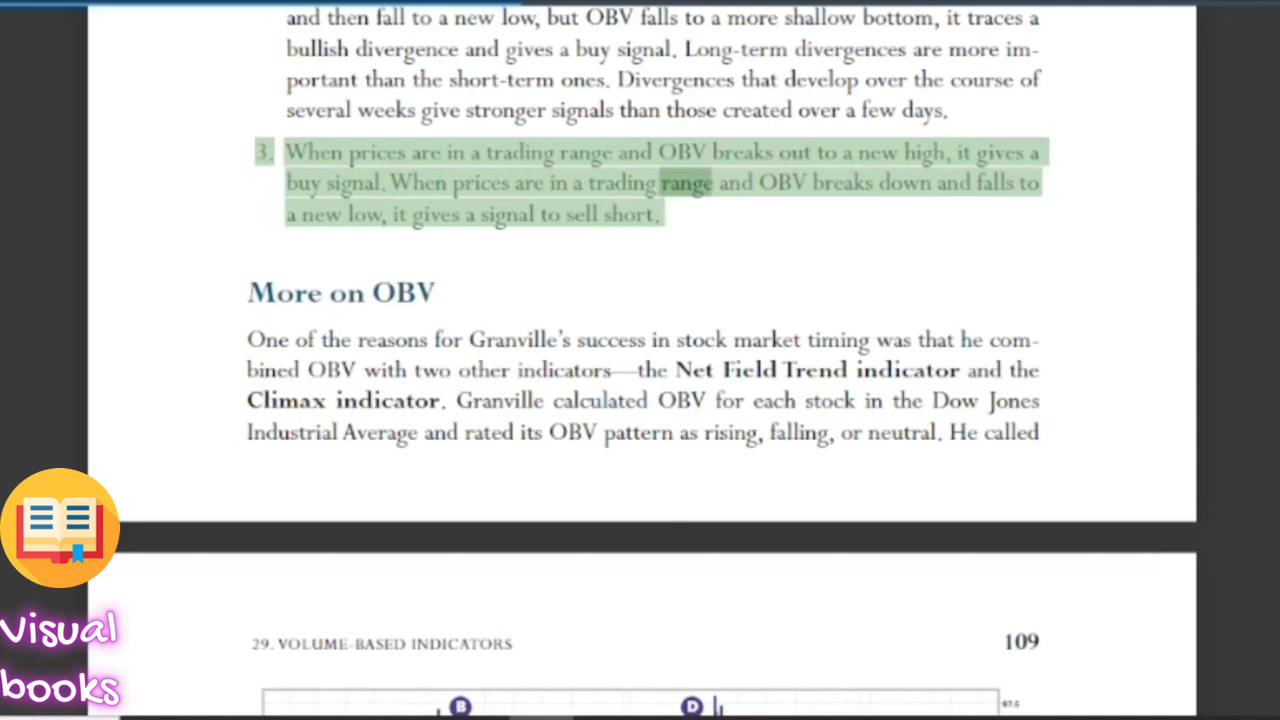 and then fall to a new low, but OBV falls to a more shallow bottom, it traces a
bullish divergence and gives a buy signal. Long-term divergences are more im-
portant than the short-term ones. Divergences that develop over the course of
several weeks give stronger signals than those created over a few days.
3. When prices are in a trading range and OBV breaks out to a new high, it gives a
buy signal. When prices are in a trading range and OBV breaks down and falls to
a new low, it gives a signal to sell short.
More on OBV
One of the reasons for Granville's success in stock market timing was that he com-
bined OBV with two other indicators—the Net Field Trend indicator and the
Climax indicator. Granville calculated OBV for each stock in the Dow Jones
Industrial Average and rated its OBV pattern as rising, falling, or neutral. He called
Visual
books
29. VOLUME-BASED INDICATORS 109
B D 67.5